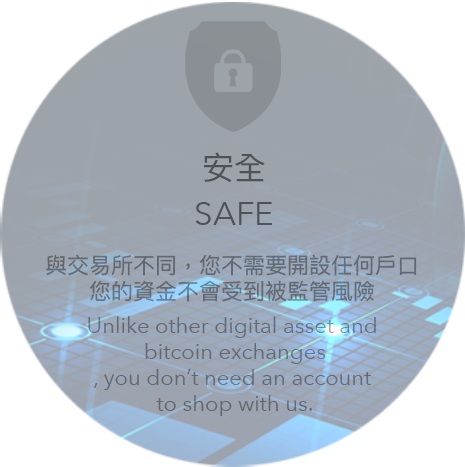 安全
SAFE
與交易所不同，您不需要開設任何戶口
您的資金不會受到被監管風險
Unlike other digital asset and
bitcoin exchanges
, you don’t need an account
to shop with us.